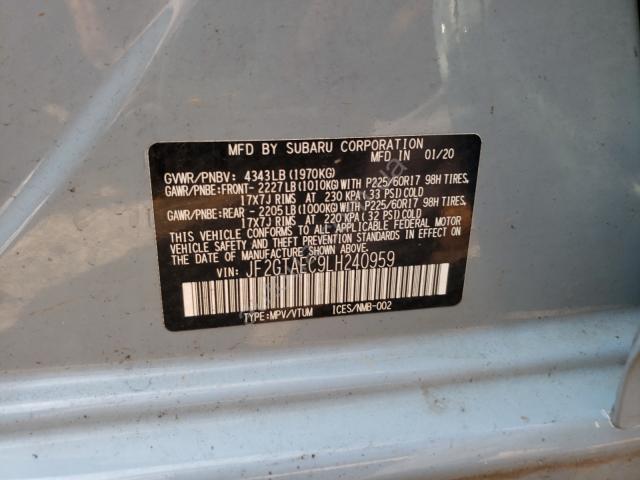 MFD BY SUBARU CORPORATION
MFD IN 01/20
GVWR/PNBV: 4343LB(1970KG)
GAWR/PNBE:FRONT- 2227LB(1010KG)WITH P225/60R17 98H TIRES
17X7J RIMS AT 230 KPA(33 PSI)COLD
GAWR/PNBE:REAR - 2205LB(1000KG)WITH P225/60R17 98H TIRES
17X7J RIMS AT 220 KPA(32 PSI)COLD
THIS VEHICLE CONFORMS TO ALL APPLICABLE FEDERAL MOTOR
VEHICLE SAFETY STANDARDS IN EFFECT ON THE DATE OF
MANUFACTURE SHOWN ABOVE.
VIN: JF2GTAEC9LH240959
TYPE:MPV/VTUM ICES/NMB-002